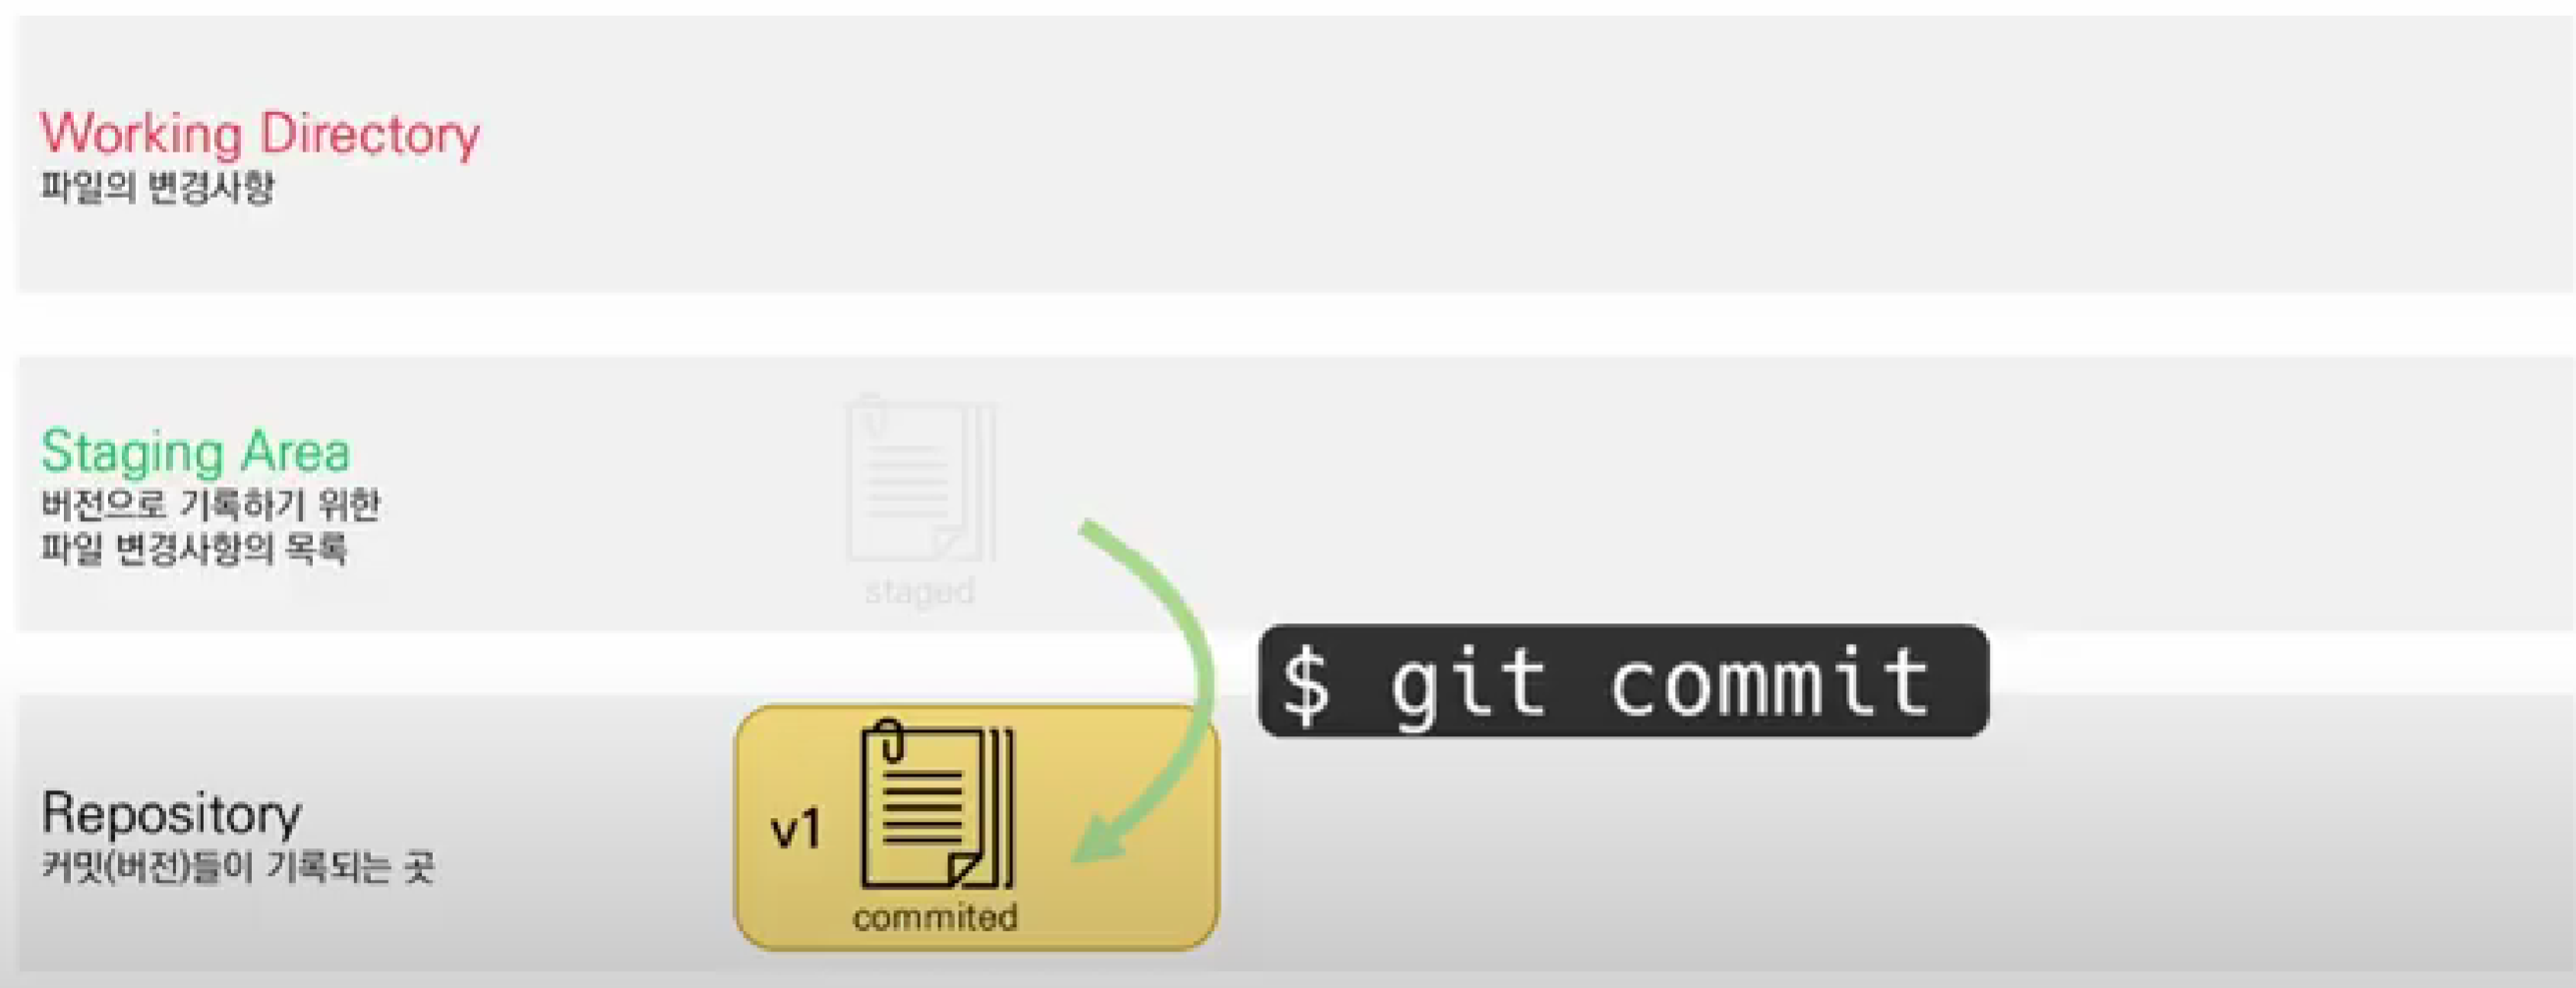 Working Directory
파일의 변경사항
Staging Area
버전으로 기록하기 위한
파일 변경사항의 목록
staged
$ git commit
Repository
커밋(버전)들이 기록되는 곳
v1
commited